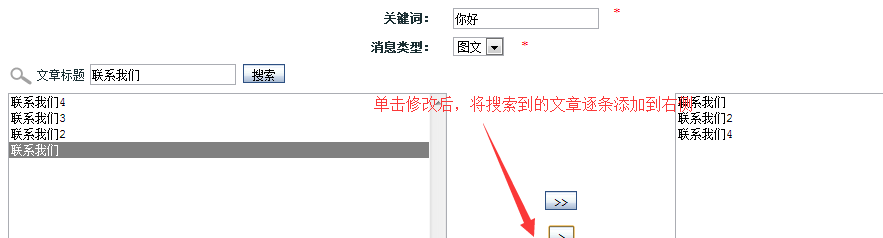 关键词： 你好 *
消息类型： 图文 *
文章标题 联系我们 搜索
单击修改后，将搜索到的文章逐条添加到右侧
联系我们4
联系我们3
联系我们2
联系我们
>>
>
联系我们
联系我们2
联系我们4